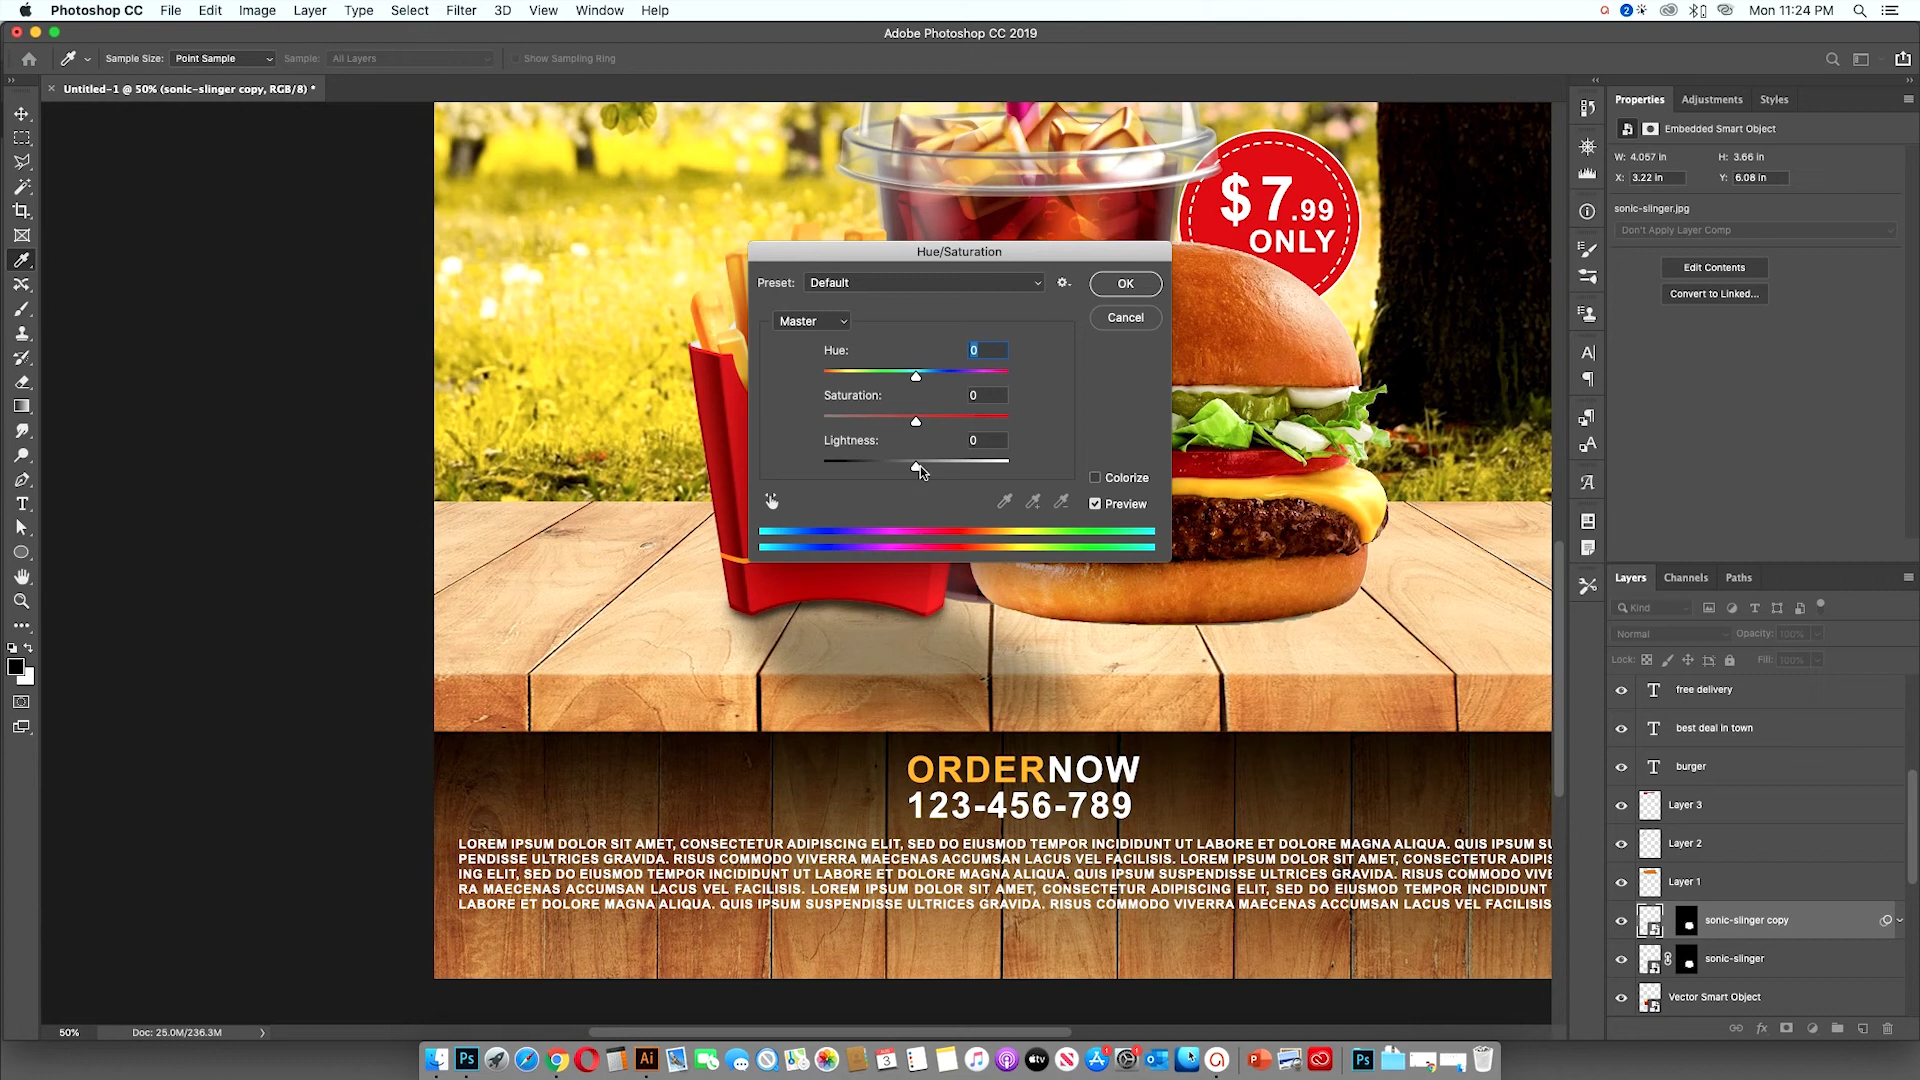 Photoshop CC File Edit Image Layer Type Select Filter 3D View Window Help 2 Mon 11:24 PM
Adobe Photoshop CC 2019
Sample Size: Point Sample Sample: All Layers Show Sampling Ring
Untitled-1 @ 50% (sonic-slinger copy, RGB/8) *
$7.99
ONLY
Hue/Saturation
Preset: Default OK
Cancel
Master
Hue: 0
Saturation: 0
Lightness: 0
Colorize
Preview
ORDERNOW
123-456-789
LOREM IPSUM DOLOR SIT AMET, CONSECTETUR ADIPISCING ELIT, SED DO EIUSMOD TEMPOR INCIDIDUNT UT LABORE ET DOLORE MAGNA ALIQUA. QUIS IPSUM SU
PENDISSE ULTRICES GRAVIDA. RISUS COMMODO VIVERRA MAECENAS ACCUMSAN LACUS VEL FACILISIS. LOREM IPSUM DOLOR SIT AMET, CONSECTETUR ADIPIS
ING ELIT, SED DO EIUSMOD TEMPOR INCIDIDUNT UT LABORE ET DOLORE MAGNA ALIQUA. QUIS IPSUM SUSPENDISSE ULTRICES GRAVIDA. RISUS COMMODO VIVE
RA MAECENAS ACCUMSAN LACUS VEL FACILISIS. LOREM IPSUM DOLOR SIT AMET, CONSECTETUR ADIPISCING ELIT, SED DO EIUSMOD TEMPOR INCIDIDUNT
LABORE ET DOLORE MAGNA ALIQUA. QUIS IPSUM SUSPENDISSE ULTRICES GRAVIDA. RISUS COMMODO VIVERRA MAECENAS ACCUMSAN LACUS VEL FACILISIS
50% Doc: 25.0M/236.3M
Properties Adjustments Styles
Embedded Smart Object
W: 4.057 in H: 3.66 in
X: 3.22 in Y: 6.08 in
sonic-slinger.jpg
Don't Apply Layer Comp
Edit Contents
Convert to Linked...
Layers Channels Paths
Kind
Normal Opacity: 100%
Lock: Fill: 100%
free delivery
best deal in town
burger
Layer 3
Layer 2
Layer 1
sonic-slinger copy
sonic-slinger
Vector Smart Object
fx
Ps Ai 3 tv Ps